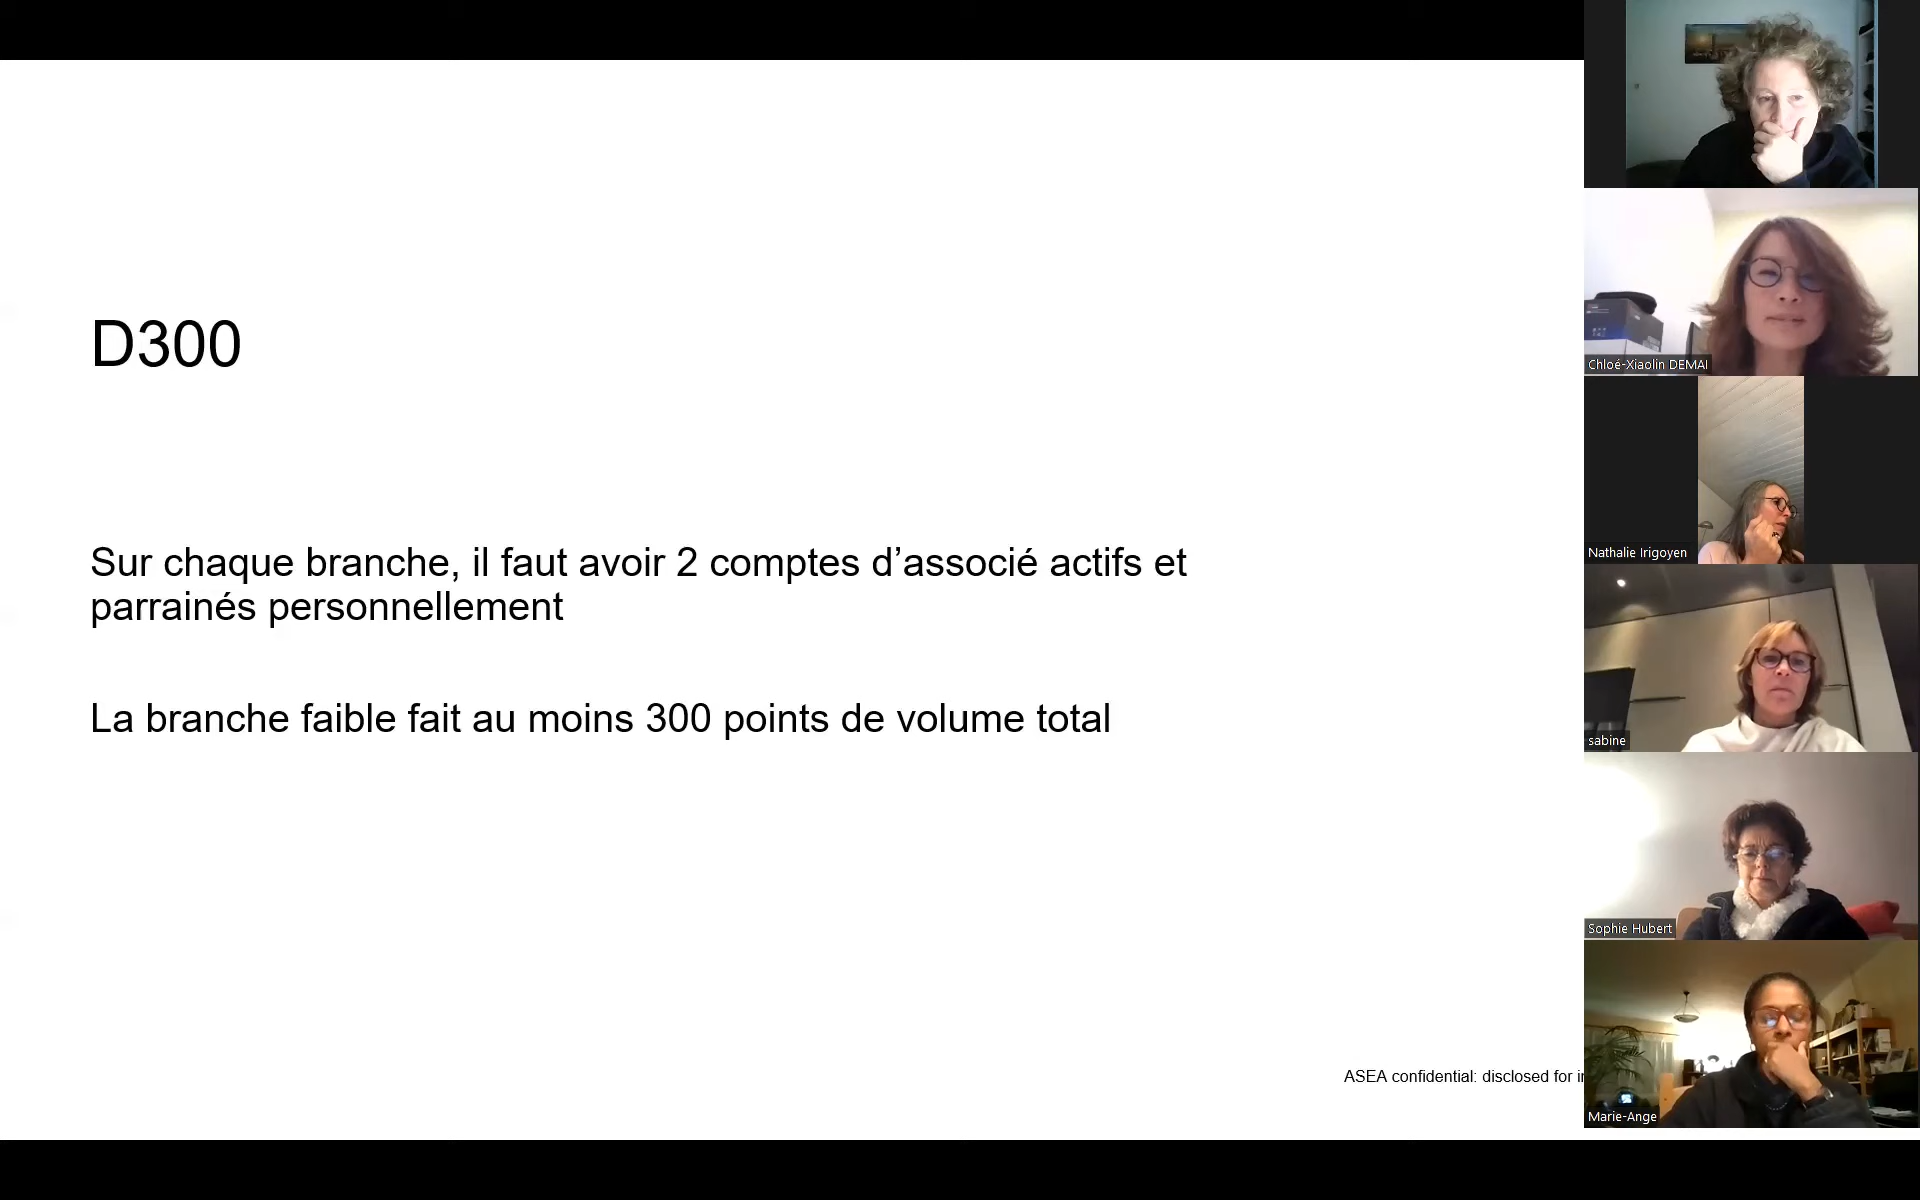 D300
Sur chaque branche, il faut avoir 2 comptes d’associé actifs et
parrainés personnellement
La branche faible fait au moins 300 points de volume total
ASEA confidential: disclosed for
Chloé-Xiaolin DEMAI
Nathalie Irigoyen
sabine
Sophie Hubert
Marie-Ange